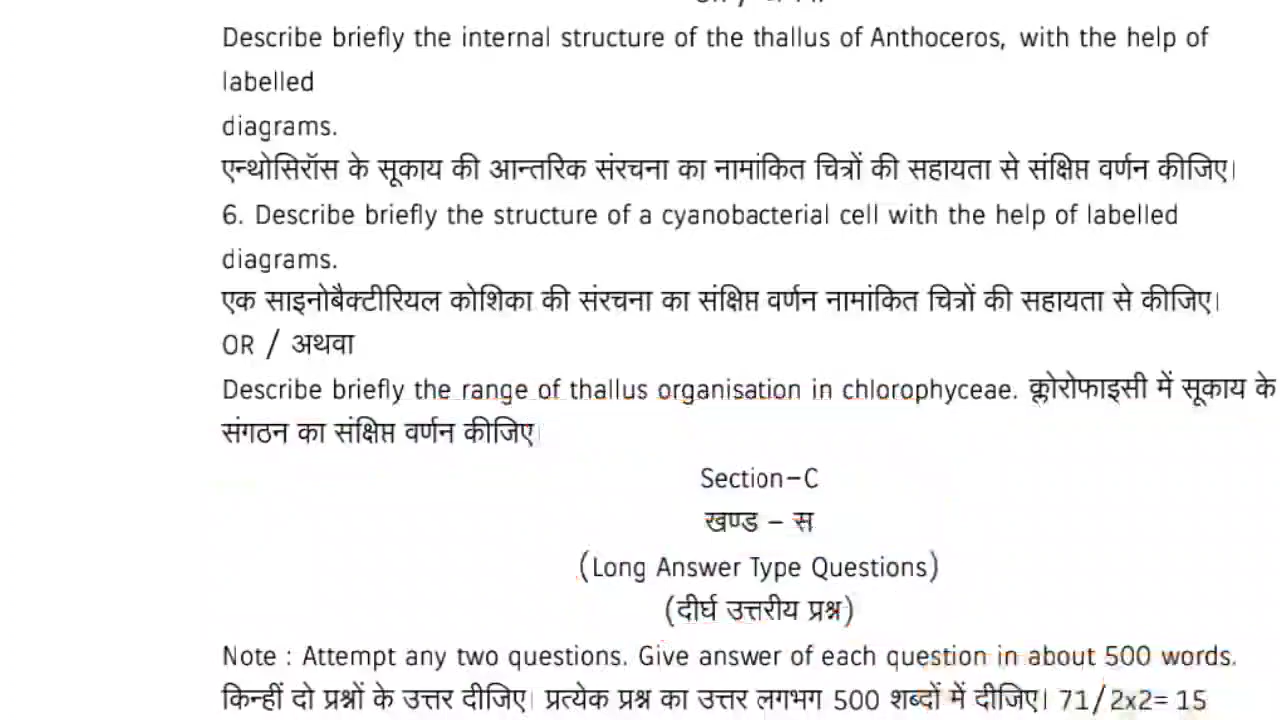 Describe briefly the internal structure of the thallus of Anthoceros, with the help of
labelled
diagrams.
एन्थोसिरॉस के सूकाय की आन्तरिक संरचना का नामांकित चित्रों की सहायता से संक्षिप्त वर्णन कीजिए।
6. Describe briefly the structure of a cyanobacterial cell with the help of labelled
diagrams.
एक साइनोबैक्टीरियल कोशिका की संरचना का संक्षिप्त वर्णन नामांकित चित्रों की सहायता से कीजिए।
OR / अथवा
Describe briefly the range of thallus organisation in chlorophyceae. क्लोरोफाइसी में सूकाय के
संगठन का संक्षिप्त वर्णन कीजिए।
Section-C
खण्ड - स
(Long Answer Type Questions)
(दीर्घ उत्तरीय प्रश्न)
Note : Attempt any two questions. Give answer of each question in about 500 words.
किन्हीं दो प्रश्नों के उत्तर दीजिए। प्रत्येक प्रश्न का उत्तर लगभग 500 शब्दों में दीजिए। 71/2x2= 15